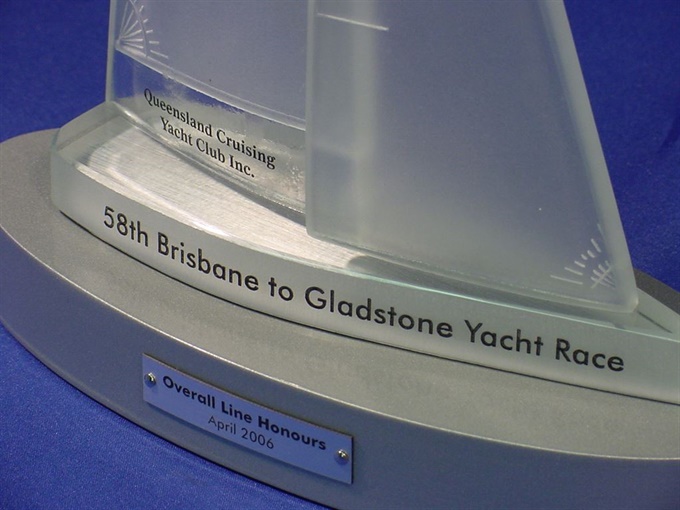 Queensland Cruising
Yacht Club Inc.
58th Brisbane to Gladstone Yacht Race
Overall Line Honours
April 2006